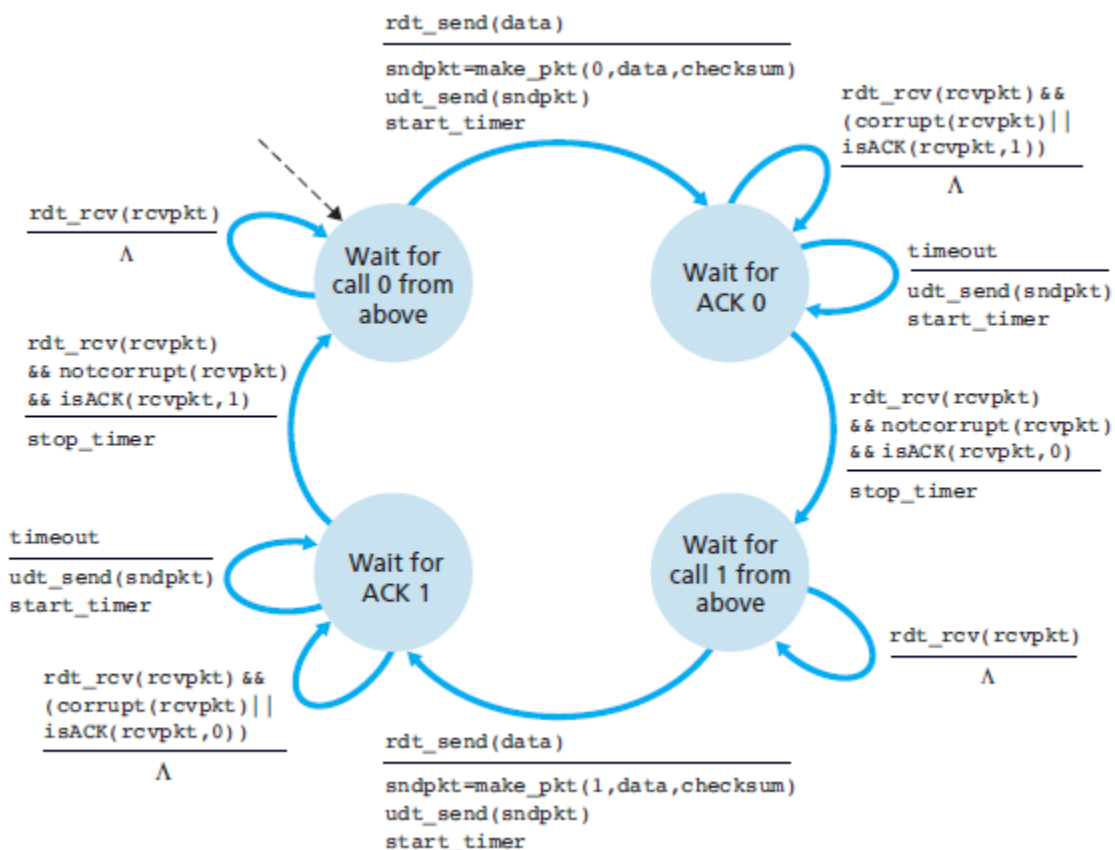 rdt_send(data)
sndpkt=make_pkt(0,data,checksum)
udt_send(sndpkt)
start_timer
rdt_rcv(rcvpkt) &&
(corrupt(rcvpkt)||
isACK(rcvpkt,1))
Λ
rdt_rcv(rcvpkt)
Λ
Wait for
call 0 from
above
Wait for
ACK 0
timeout
udt_send(sndpkt)
start_timer
rdt_rcv(rcvpkt)
&& notcorrupt(rcvpkt)
&& isACK(rcvpkt,1)
stop_timer
rdt_rcv(rcvpkt)
&& notcorrupt(rcvpkt)
&& isACK(rcvpkt,0)
stop_timer
timeout
udt_send(sndpkt)
start_timer
Wait for
ACK 1
Wait for
call 1 from
above
rdt_rcv(rcvpkt)
Λ
rdt_rcv(rcvpkt) &&
(corrupt(rcvpkt)||
isACK(rcvpkt,0))
Λ
rdt_send(data)
sndpkt=make_pkt(1,data,checksum)
udt_send(sndpkt)
start_timer